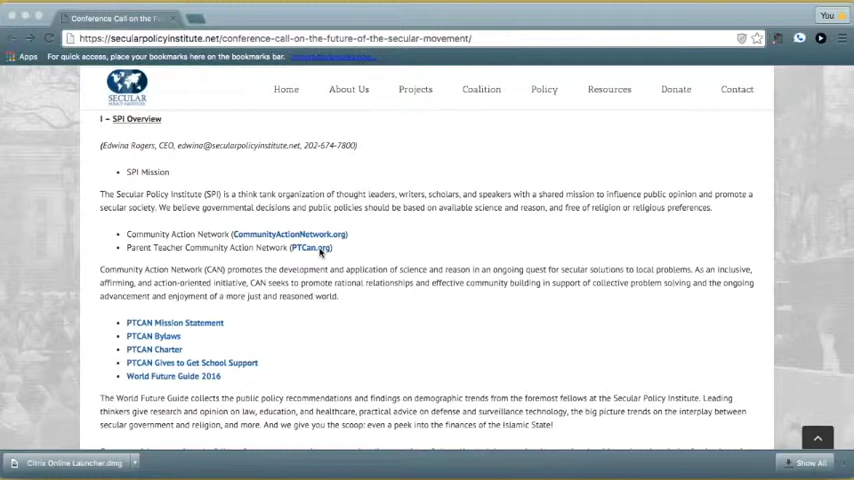 Conference Call on the Fu
You
https://secularpolicyinstitute.net/conference-call-on-the-future-of-the-secular-movement/
Apps For quick access, place your bookmarks here on the bookmarks bar.
SECULAR
POLICY INSTITUTE
Home About Us Projects Coalition Policy Resources Donate Contact
I – SPI Overview
(Edwina Rogers, CEO, edwina@secularpolicyinstitute.net, 202-674-7800)
• SPI Mission
The Secular Policy Institute (SPI) is a think tank organization of thought leaders, writers, scholars, and speakers with a shared mission to influence public opinion and promote a
secular society. We believe governmental decisions and public policies should be based on available science and reason, and free of religion or religious preferences.
• Community Action Network (CommunityActionNetwork.org)
• Parent Teacher Community Action Network (PTCan.org)
Community Action Network (CAN) promotes the development and application of science and reason in an ongoing quest for secular solutions to local problems. As an inclusive,
affirming, and action-oriented initiative, CAN seeks to promote rational relationships and effective community building in support of collective problem solving and the ongoing
advancement and enjoyment of a more just and reasoned world.
• PTCAN Mission Statement
• PTCAN Bylaws
• PTCAN Charter
• PTCAN Gives to Get School Support
• World Future Guide 2016
The World Future Guide collects the public policy recommendations and findings on demographic trends from the foremost fellows at the Secular Policy Institute. Leading
thinkers give research and opinion on law, education, and healthcare, practical advice on defense and surveillance technology, the big picture trends on the interplay between
secular government and religion, and more. And we give you the scoop: even a peek into the finances of the Islamic State!
Citrix Online Launcher.dmg
Show All